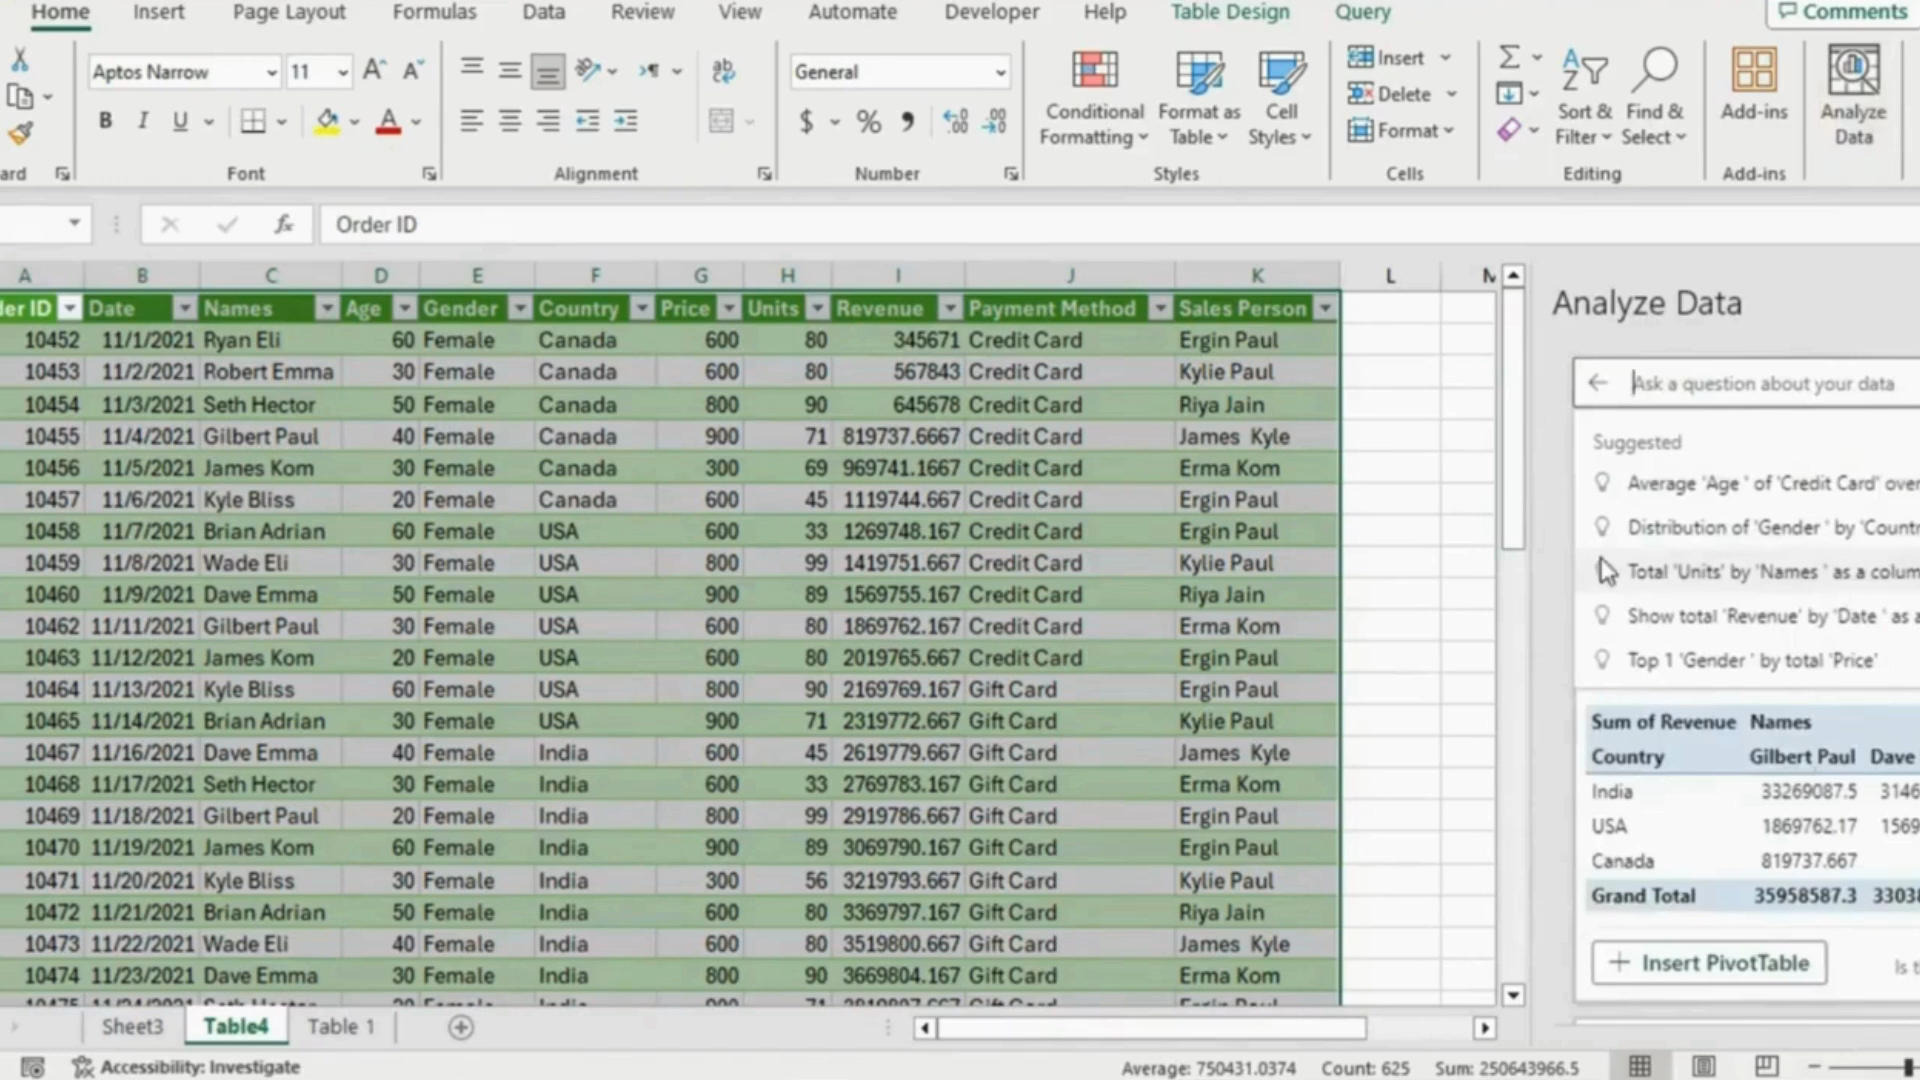 Home Insert Page Layout Formulas Data Review View Automate Developer Help Table Design Query Comments
Aptos Narrow 11 A A ab General Insert Σ
B I U A $ % Conditional Formatting Format as Table Cell Styles Delete Format Sort & Filter Find & Select Add-ins Analyze Data
ard Font Alignment Number Styles Cells Editing Add-ins
fx Order ID
A B C D E F G H I J K L
der ID Date Names Age Gender Country Price Units Revenue Payment Method Sales Person
10452 11/1/2021 Ryan Eli 60 Female Canada 600 80 345671 Credit Card Ergin Paul
10453 11/2/2021 Robert Emma 30 Female Canada 600 80 567843 Credit Card Kylie Paul
10454 11/3/2021 Seth Hector 50 Female Canada 800 90 645678 Credit Card Riya Jain
10455 11/4/2021 Gilbert Paul 40 Female Canada 900 71 819737.6667 Credit Card James Kyle
10456 11/5/2021 James Kom 30 Female Canada 300 69 969741.1667 Credit Card Erma Kom
10457 11/6/2021 Kyle Bliss 20 Female Canada 600 45 1119744.667 Credit Card Ergin Paul
10458 11/7/2021 Brian Adrian 60 Female USA 600 33 1269748.167 Credit Card Ergin Paul
10459 11/8/2021 Wade Eli 30 Female USA 800 99 1419751.667 Credit Card Kylie Paul
10460 11/9/2021 Dave Emma 50 Female USA 900 89 1569755.167 Credit Card Riya Jain
10462 11/11/2021 Gilbert Paul 30 Female USA 600 80 1869762.167 Credit Card Erma Kom
10463 11/12/2021 James Kom 20 Female USA 600 80 2019765.667 Credit Card Ergin Paul
10464 11/13/2021 Kyle Bliss 60 Female USA 800 90 2169769.167 Gift Card Ergin Paul
10465 11/14/2021 Brian Adrian 30 Female USA 900 71 2319772.667 Gift Card Kylie Paul
10467 11/16/2021 Dave Emma 40 Female India 600 45 2619779.667 Gift Card James Kyle
10468 11/17/2021 Seth Hector 30 Female India 600 33 2769783.167 Gift Card Erma Kom
10469 11/18/2021 Gilbert Paul 20 Female India 800 99 2919786.667 Gift Card Ergin Paul
10470 11/19/2021 James Kom 60 Female India 900 89 3069790.167 Gift Card Ergin Paul
10471 11/20/2021 Kyle Bliss 30 Female India 300 56 3219793.667 Gift Card Kylie Paul
10472 11/21/2021 Brian Adrian 50 Female India 600 80 3369797.167 Gift Card Riya Jain
10473 11/22/2021 Wade Eli 40 Female India 600 80 3519800.667 Gift Card James Kyle
10474 11/23/2021 Dave Emma 30 Female India 800 90 3669804.167 Gift Card Erma Kom
Analyze Data
Ask a question about your data
Suggested
Average 'Age ' of 'Credit Card' over
Distribution of 'Gender ' by 'Countr
Total 'Units' by 'Names ' as a colum
Show total 'Revenue' by 'Date ' as a
Top 1 'Gender ' by total 'Price'
Sum of Revenue Names
Country Gilbert Paul Dave
India 33269087.5 3146
USA 1869762.17 1569
Canada 819737.667
Grand Total 35958587.3 3303
+ Insert PivotTable Is t
Sheet3 Table4 Table 1
Accessibility: Investigate Average: 750431.0374 Count: 625 Sum: 250643966.5